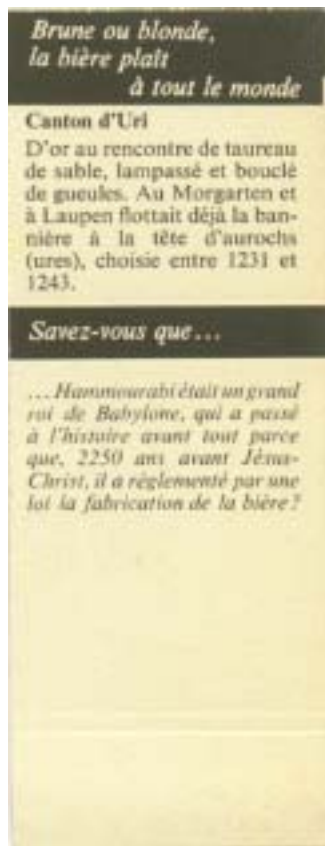 Brune ou blonde,
la bière plaît
à tout le monde
Canton d'Uri
D'or au rencontre de taureau
de sable, lampassé et bouclé
de gueules. Au Morgarten et
à Laupen flottait déjà la ban-
nière à la tête d'aurochs
(ures), choisie entre 1231 et
1243.
Savez-vous que...
...Hammourabi était un grand
roi de Babylone, qui a passé
à l'histoire avant tout parce
que, 2250 ans avant Jésus-
Christ, il a réglementé par une
loi la fabrication de la bière?